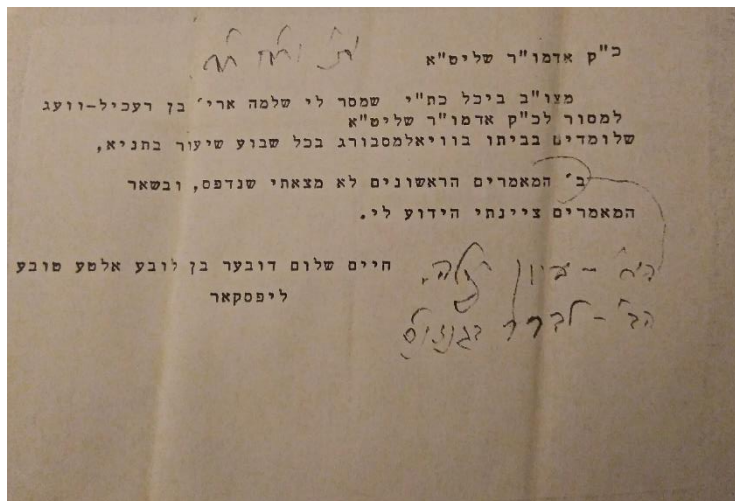 כ"ק אדמו"ר שליט"א
מצו"ב ביכל כת"י שמסר לי שלמה ארי' בן רעכיל-וועג
למסור לכ"ק אדמו"ר שליט"א
שלומדים בביתו בוויאלמסבורג בכל שבוע שיעור בתניא,
ב' המאמרים הראשונים לא מצאתי שנדפס, ובשאר
המאמרים ציינתי הידוע לי.
חיים שלום דובער בן לובע אלטע טובע
ליפסקאר
הב' - לברר